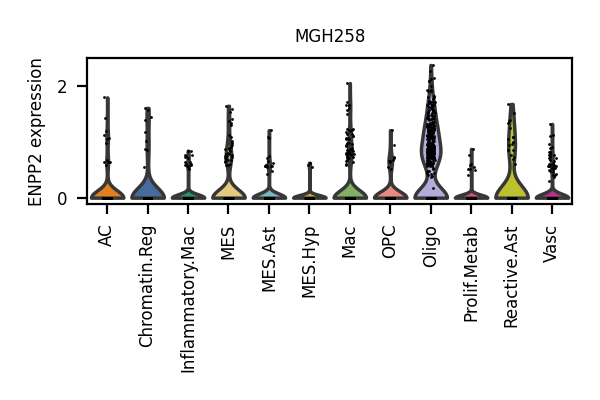 MGH258
ENPP2 expression
2
0
AC
Chromatin.Reg
Inflammatory.Mac
MES
MES.Ast
MES.Hyp
Mac
OPC
Oligo
Prolif.Metab
Reactive.Ast
Vasc